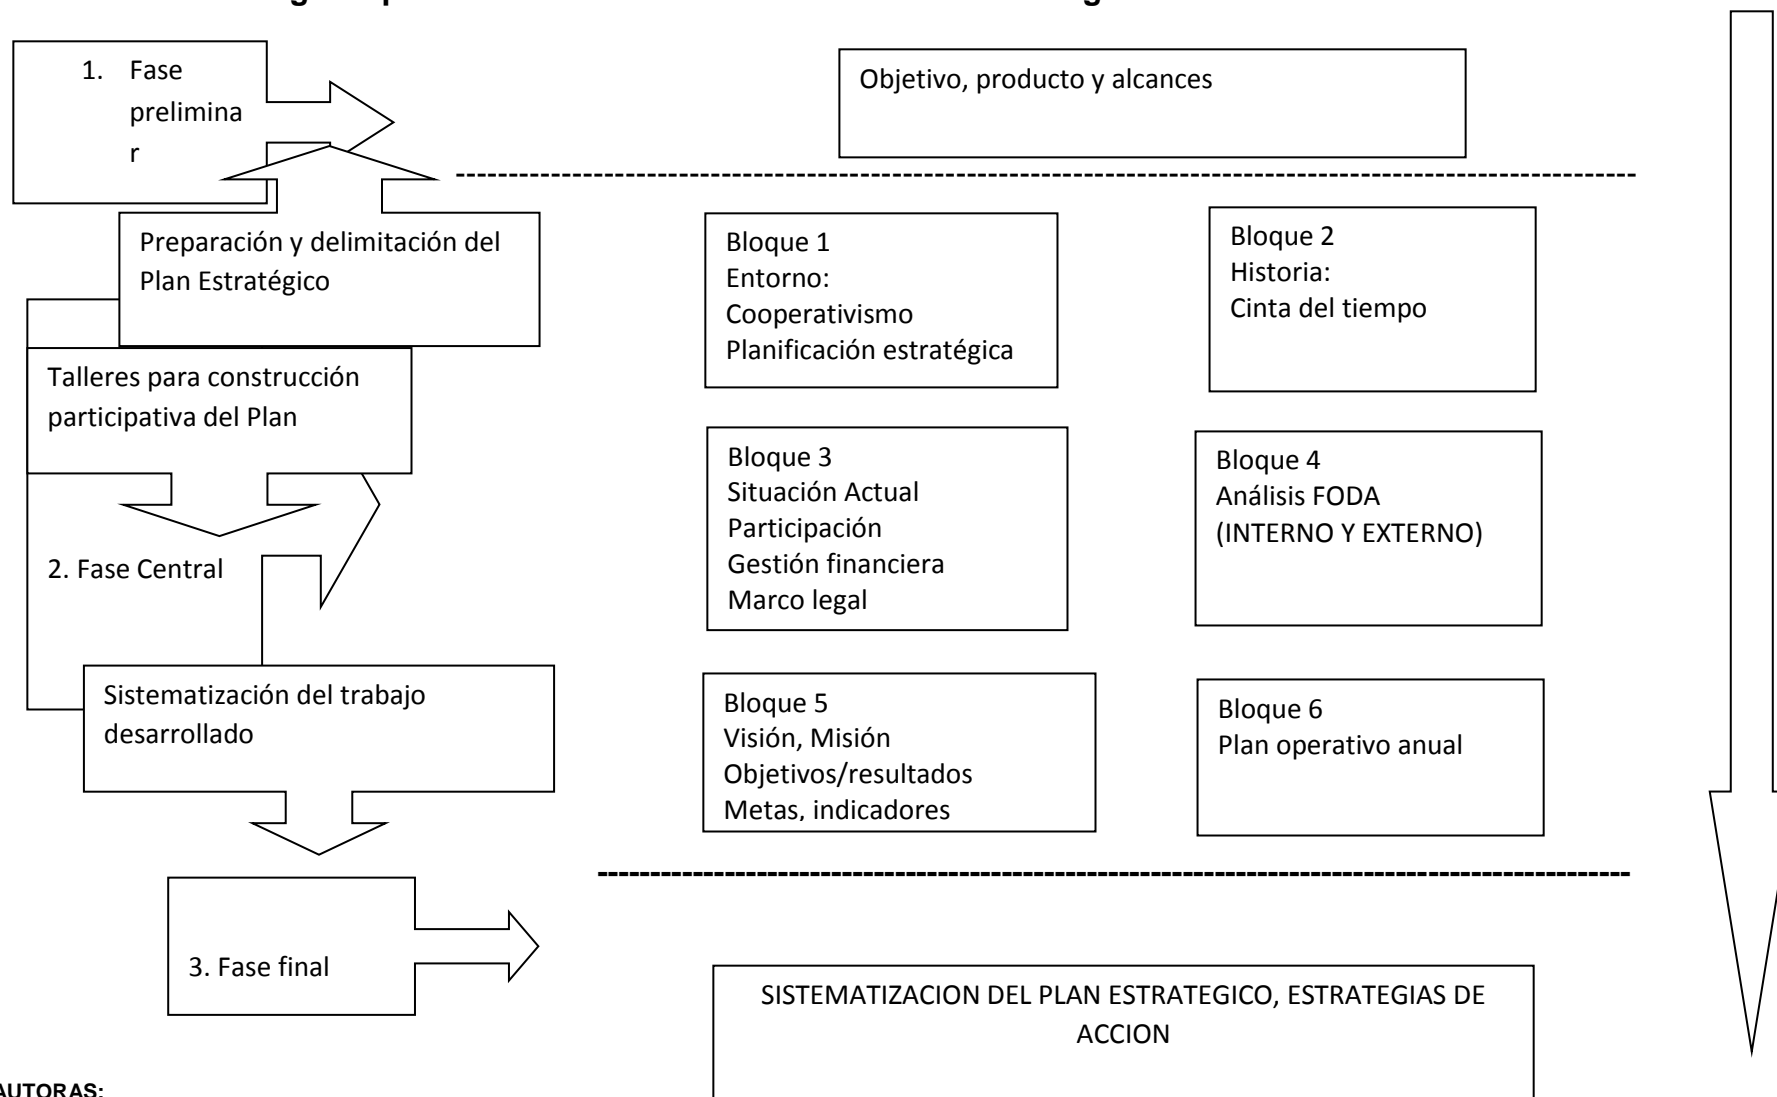 1. Fase
prelimina
r
Objetivo, producto y alcances
Preparación y delimitación del
Plan Estratégico
Bloque 1
Entorno:
Cooperativismo
Planificación estratégica
Bloque 2
Historia:
Cinta del tiempo
Talleres para construcción
participativa del Plan
Bloque 3
Situación Actual
Participación
Gestión financiera
Marco legal
Bloque 4
Análisis FODA
(INTERNO Y EXTERNO)
2. Fase Central
Sistematización del trabajo
desarrollado
Bloque 5
Visión, Misión
Objetivos/resultados
Metas, indicadores
Bloque 6
Plan operativo anual
3. Fase final
SISTEMATIZACION DEL PLAN ESTRATEGICO, ESTRATEGIAS DE
ACCION
AUTORAS: